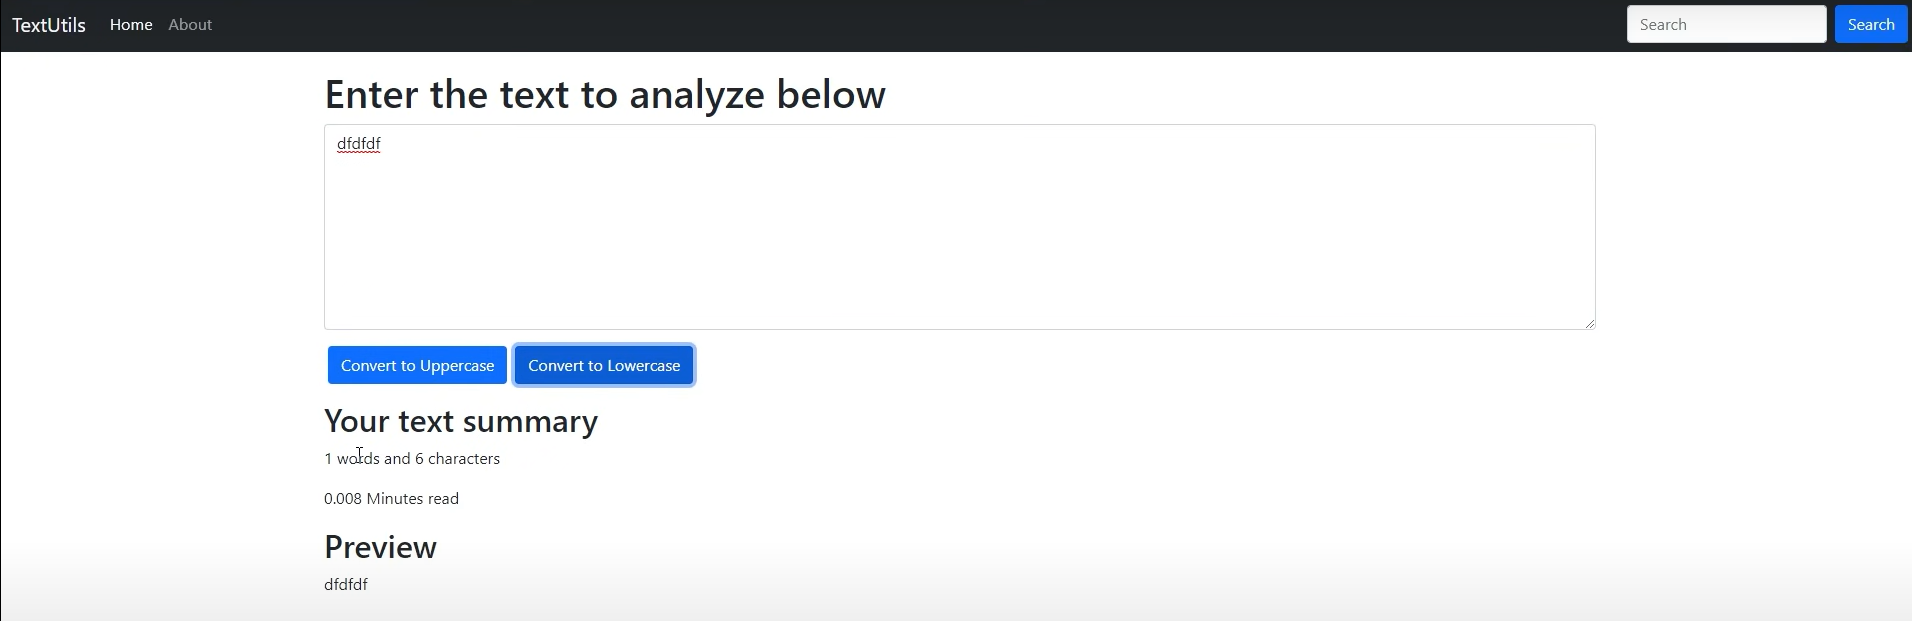 TextUtils Home About Search Search
Enter the text to analyze below
dfdfdf
Convert to Uppercase Convert to Lowercase
Your text summary
1 words and 6 characters
0.008 Minutes read
Preview
dfdfdf